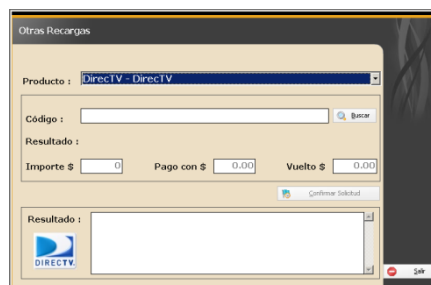 Otras Recargas
Producto : DirecTV - DirecTV
Código : Buscar
Resultado :
Importe $ 0 Pago con $ 0.00 Vuelto $ 0.00
Confirmar Solicitud
Resultado :
DIRECTV.
Salir